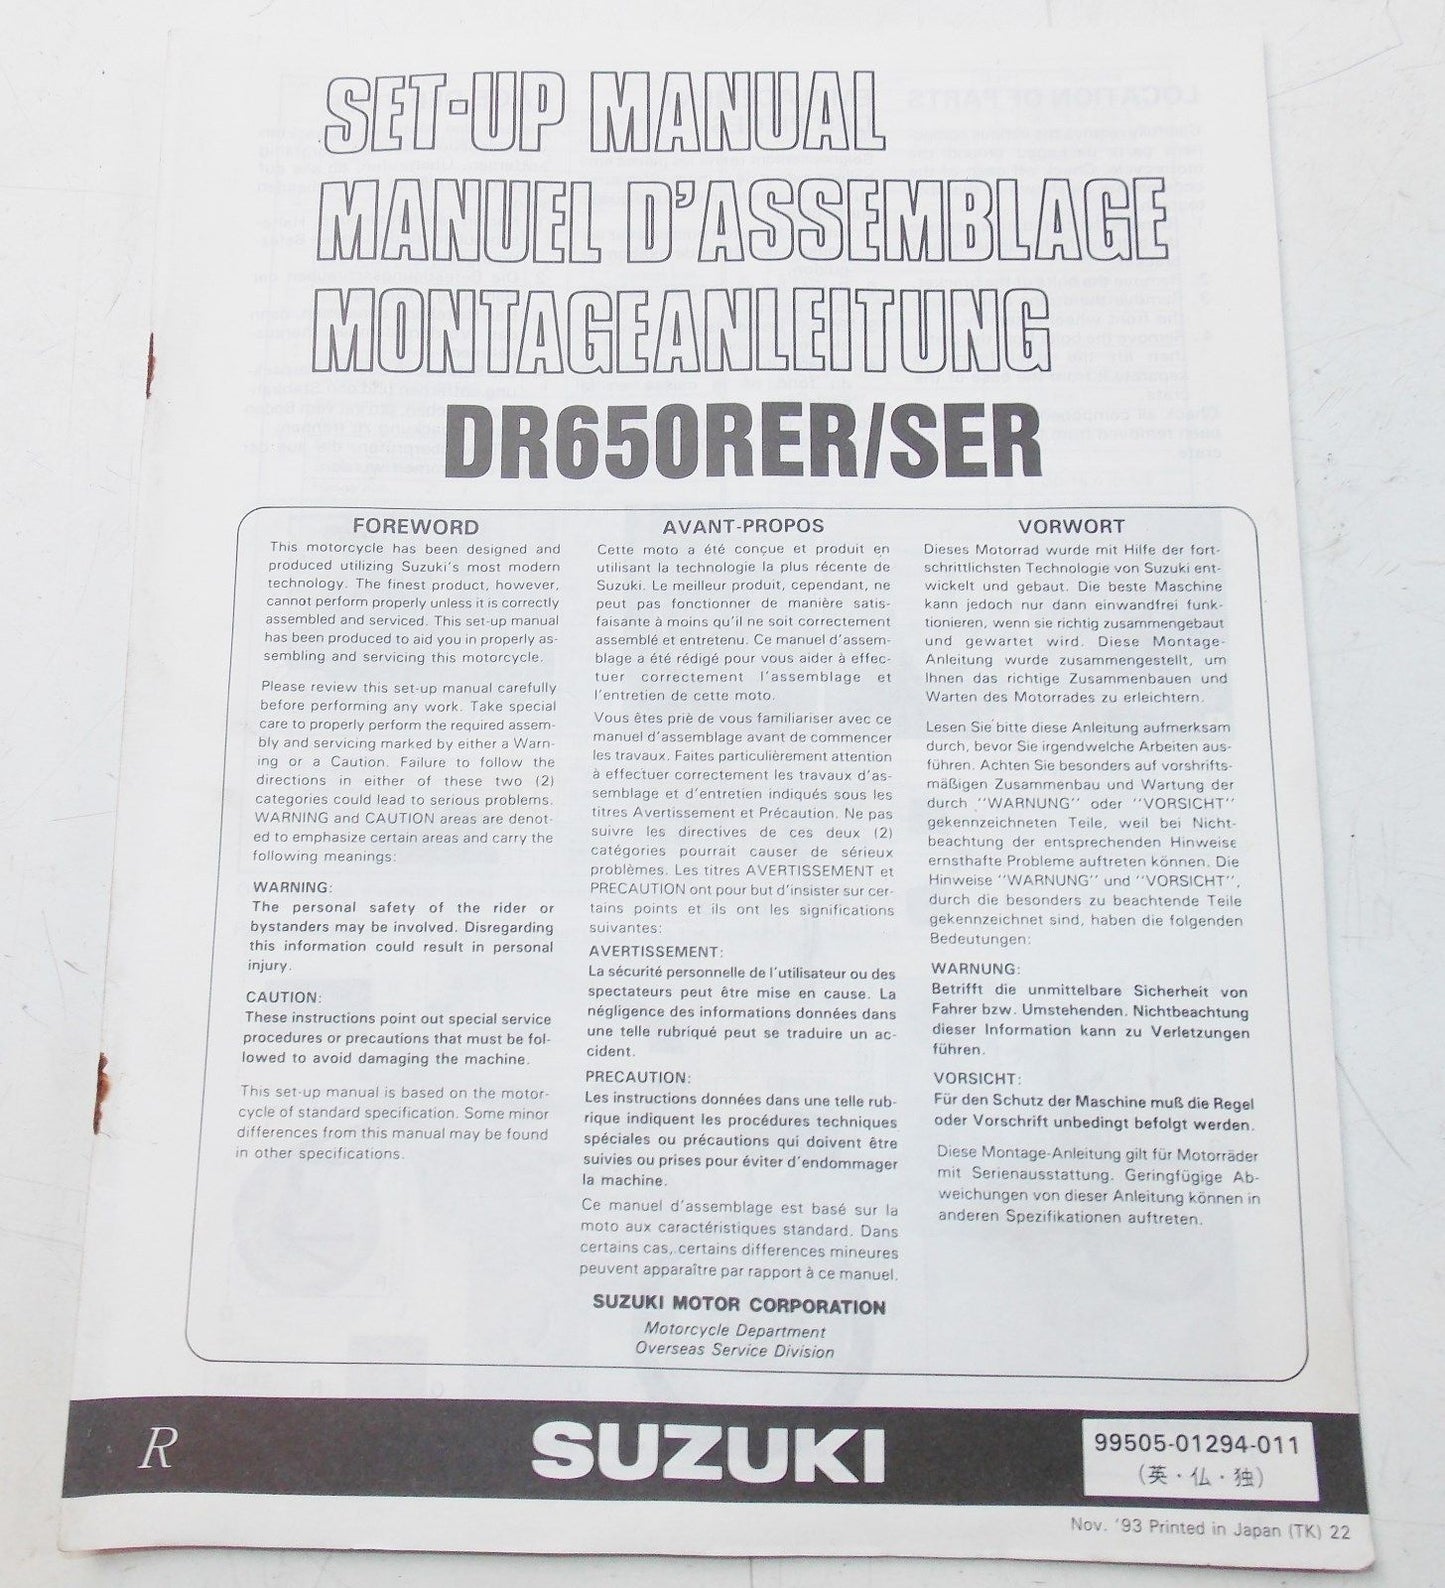 SET-UP MANUAL
MANUEL D'ASSEMBLAGE
MONTAGEANLEITUNG
DR650RER/SER
FOREWORD
This motorcycle has been designed and
produced utilizing Suzuki's most modern
technology. The finest product, however,
cannot perform properly unless it is correctly
assembled and serviced. This set-up manual
has been produced to aid you in properly as-
sembling and servicing this motorcycle.
Please review this set-up manual carefully
before performing any work. Take special
care to properly perform the required assem-
bly and servicing marked by either a Warn-
ing or a Caution. Failure to follow the
directions in either of these two (2)
categories could lead to serious problems.
WARNING and CAUTION areas are denot-
ed to emphasize certain areas and carry the
following meanings:
WARNING:
The personal safety of the rider or
bystanders may be involved. Disregarding
this information could result in personal
injury.
CAUTION:
These instructions point out special service
procedures or precautions that must be fol-
lowed to avoid damaging the machine.
This set-up manual is based on the motor-
cycle of standard specification. Some minor
differences from this manual may be found
in other specifications.
AVANT-PROPOS
Cette moto a été conçue et produit en
utilisant la technologie la plus récente de
Suzuki. Le meilleur produit, cependant, ne
peut pas fonctionner de manière satis-
faisante à moins qu'il ne soit correctement
assemblé et entretenu. Ce manuel d'assem-
blage a été rédigé pour vous aider à effec-
tuer correctement l'assemblage et
l'entretien de cette moto.
Vous êtes priè de vous familiariser avec ce
manuel d'assemblage avant de commencer
les travaux. Faites particulièrement attention
à effectuer correctement les travaux d'as-
semblage et d'entretien indiqués sous les
titres Avertissement et Précaution. Ne pas
suivre les directives de ces deux (2)
catégories pourrait causer de sérieux
problèmes. Les titres AVERTISSEMENT et
PRECAUTION ont pour but d'insister sur cer-
tains points et ils ont les significations
suivantes:
AVERTISSEMENT:
La sécurité personnelle de l'utilisateur ou des
spectateurs peut être mise en cause. La
négligence des informations données dans
une telle rubriqué peut se traduire un ac-
cident.
PRECAUTION:
Les instructions données dans une telle rub-
rique indiquent les procédures techniques
spéciales ou précautions qui doivent être
suivies ou prises pour éviter d'endommager
la machine.
Ce manuel d'assemblage est basé sur la
moto aux caractéristiques standard. Dans
certains cas, certains differences mineures
peuvent apparaître par rapport à ce manuel.
VORWORT
Dieses Motorrad wurde mit Hilfe der fort-
schrittlichsten Technologie von Suzuki ent-
wickelt und gebaut. Die beste Maschine
kann jedoch nur dann einwandfrei funk-
tionieren, wenn sie richtig zusammengebaut
und gewartet wird. Diese Montage-
Anleitung wurde zusammengestellt, um
Ihnen das richtige Zusammenbauen und
Warten des Motorrades zu erleichtern.
Lesen Sie bitte diese Anleitung aufmerksam
durch, bevor Sie irgendwelche Arbeiten aus-
führen. Achten Sie besonders auf vorshrifts-
mäßigen Zusammenbau und Wartung der
durch ''WARNUNG'' oder ''VORSICHT''
gekennzeichneten Teile, weil bei Nicht-
beachtung der entsprechenden Hinweise
ernsthafte Probleme auftreten können. Die
Hinweise ''WARNUNG'' und ''VORSICHT'',
durch die besonders zu beachtende Teile
gekennzeichnet sind, haben die folgenden
Bedeutungen:
WARNUNG:
Betrifft die unmittelbare Sicherheit von
Fahrer bzw. Umstehenden. Nichtbeachtung
dieser Information kann zu Verletzungen
führen.
VORSICHT:
Für den Schutz der Maschine muß die Regel
oder Vorschrift unbedingt befolgt werden.
Diese Montage-Anleitung gilt für Motorräder
mit Serienausstattung. Geringfügige Ab-
weichungen von dieser Anleitung können in
anderen Spezifikationen auftreten.
SUZUKI MOTOR CORPORATION
Motorcycle Department
Overseas Service Division
R
SUZUKI
99505-01294-011
(英・仏・独)
Nov. '93 Printed in Japan (TK) 22